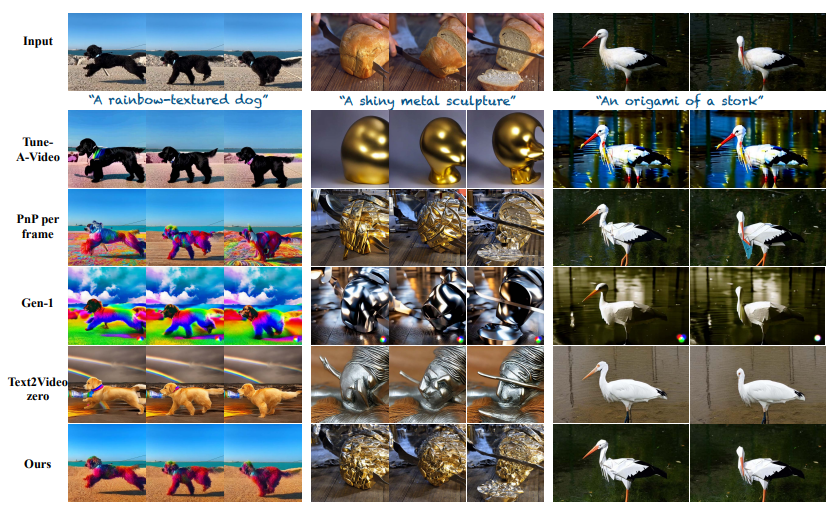 Input
"A rainbow-textured dog"
"A shiny metal sculpture"
"An origami of a stork"
Tune-
A-Video
PnP per
frame
Gen-1
Text2Video
zero
Ours